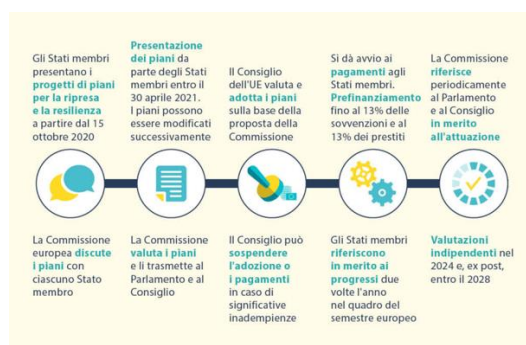 Gli Stati membri
presentano i
progetti di piani
per la ripresa
e la resilienza
a partire dal 15
ottobre 2020
Presentazione
dei piani da
parte degli Stati
membri entro il
30 aprile 2021.
I piani possono
essere modificati
successivamente
Il Consiglio
dell'UE valuta e
adotta i piani
sulla base della
proposta della
Commissione
Si dà avvio ai
pagamenti agli
Stati membri.
Prefinanziamento
fino al 13% delle
sovvenzioni e al
13% dei prestiti
La Commissione
riferisce
periodicamente
al Parlamento
e al Consiglio
in merito
all'attuazione
La Commissione
europea discute
i piani con
ciascuno Stato
membro
La Commissione
valuta i piani
e li trasmette al
Parlamento e al
Consiglio
Il Consiglio può
sospendere
l'adozione o
i pagamenti
in caso di
significative
inadempienze
Gli Stati membri
riferiscono
in merito ai
progressi due
volte l'anno
nel quadro del
semestre europeo
Valutazioni
indipendenti nel
2024 e, ex post,
entro il 2028